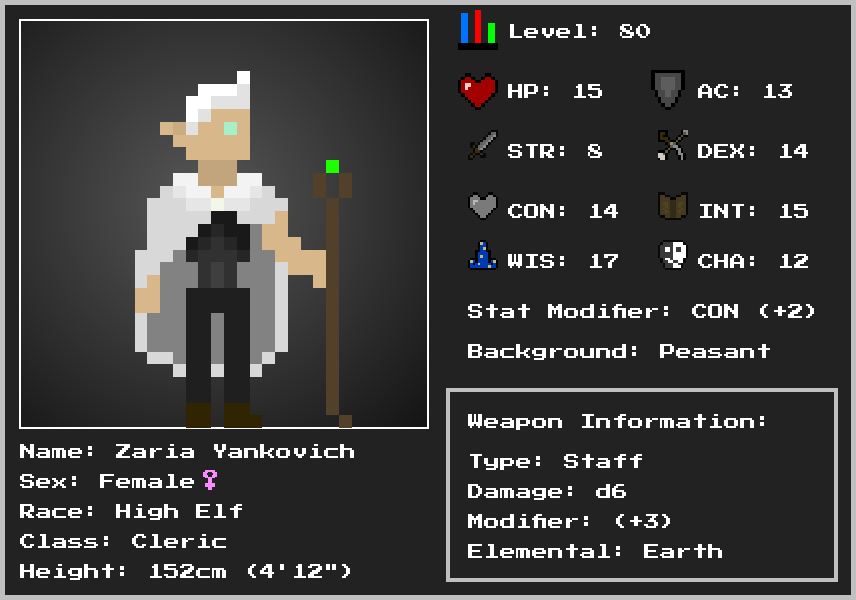 Level: 80
HP: 15 AC: 13
STR: 8 DEX: 14
CON: 14 INT: 15
WIS: 17 CHA: 12
Stat Modifier: CON (+2)
Background: Peasant
Weapon Information:
Type: Staff
Damage: d6
Modifier: (+3)
Elemental: Earth
Name: Zaria Yankovich
Sex: Female♀
Race: High Elf
Class: Cleric
Height: 152cm (4'12")